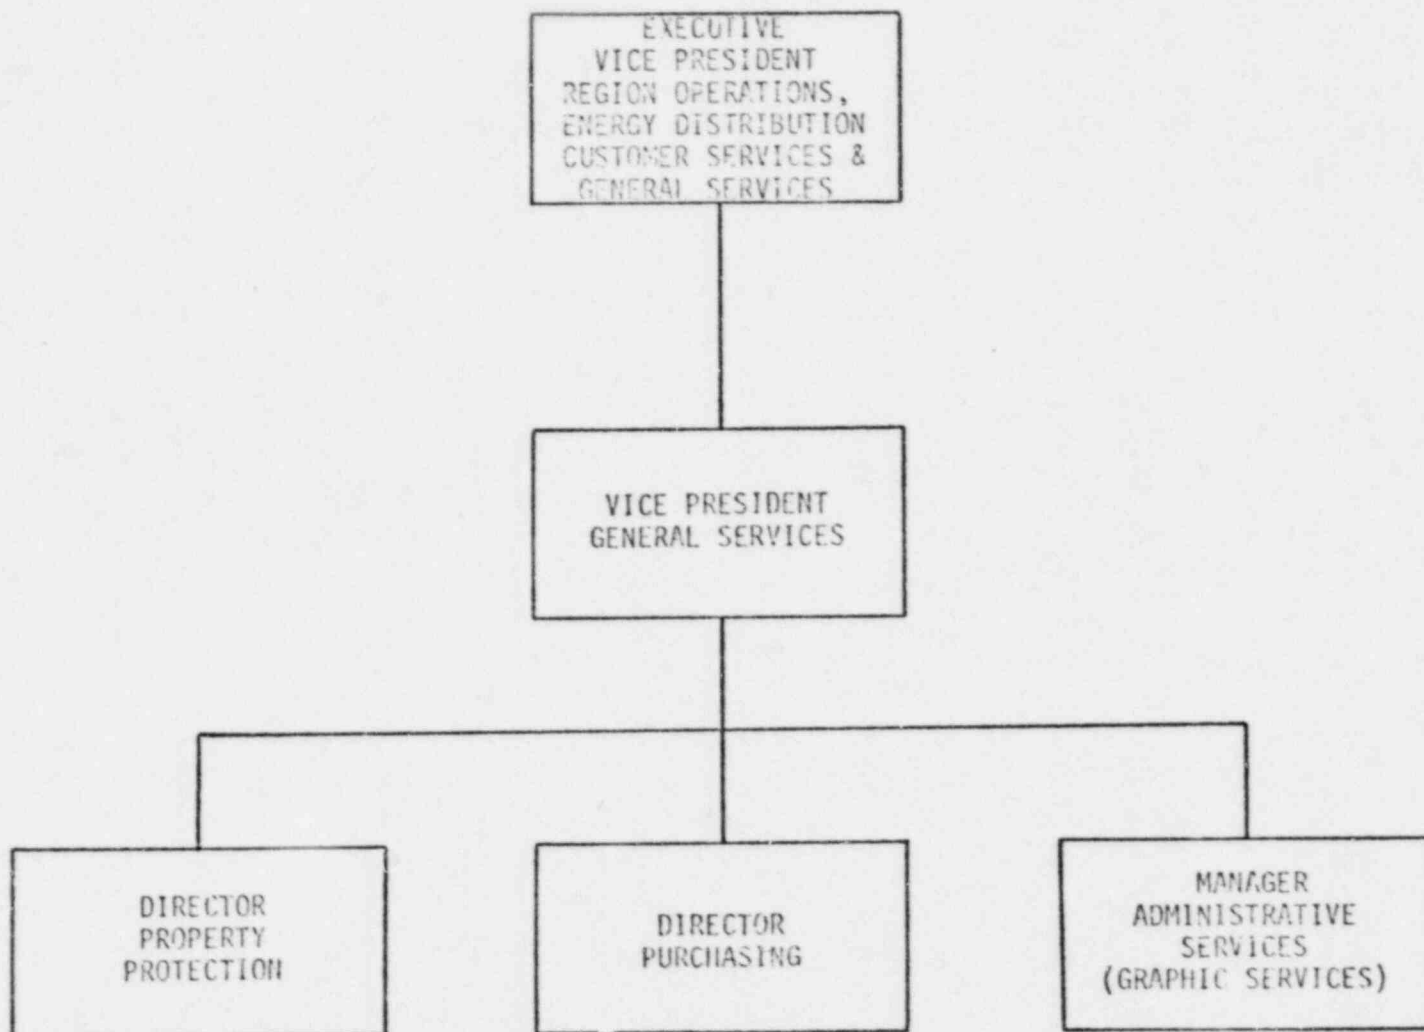 EXECUTIVE
VICE PRESIDENT
REGION OPERATIONS,
ENERGY DISTRIBUTION
CUSTOMER SERVICES &
GENERAL SERVICES
VICE PRESIDENT
GENERAL SERVICES
DIRECTOR
PROPERTY
PROTECTION
DIRECTOR
PURCHASING
MANAGER
ADMINISTRATIVE
SERVICES
(GRAPHIC SERVICES)